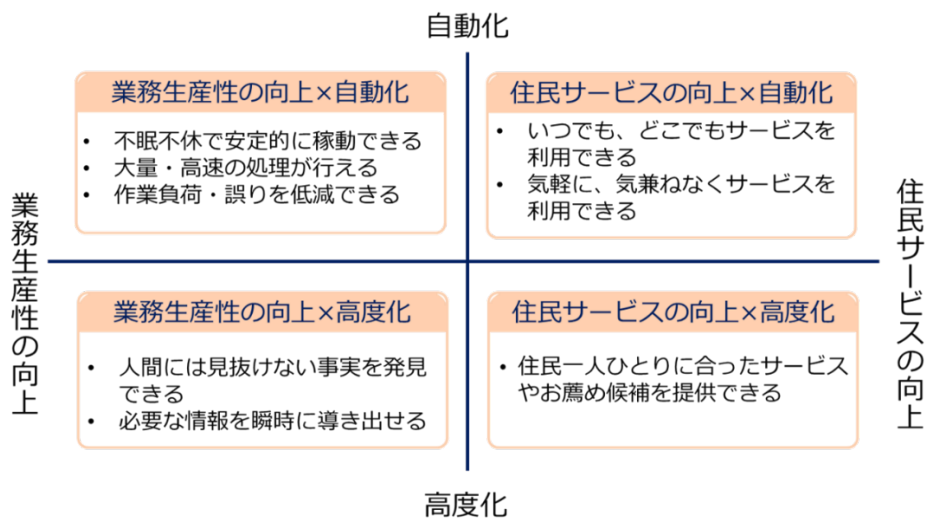 自動化
業務生産性の向上×自動化
• 不眠不休で安定的に稼動できる
• 大量・高速の処理が行える
• 作業負荷・誤りを低減できる
住民サービスの向上×自動化
• いつでも、どこでもサービスを
利用できる
• 気軽に、気兼ねなくサービスを
利用できる
業務生産性の向上
住民サービスの向上
業務生産性の向上×高度化
• 人間には見抜けない事実を発見
できる
• 必要な情報を瞬時に導き出せる
住民サービスの向上×高度化
• 住民一人ひとりに合ったサービス
やお薦め候補を提供できる
高度化